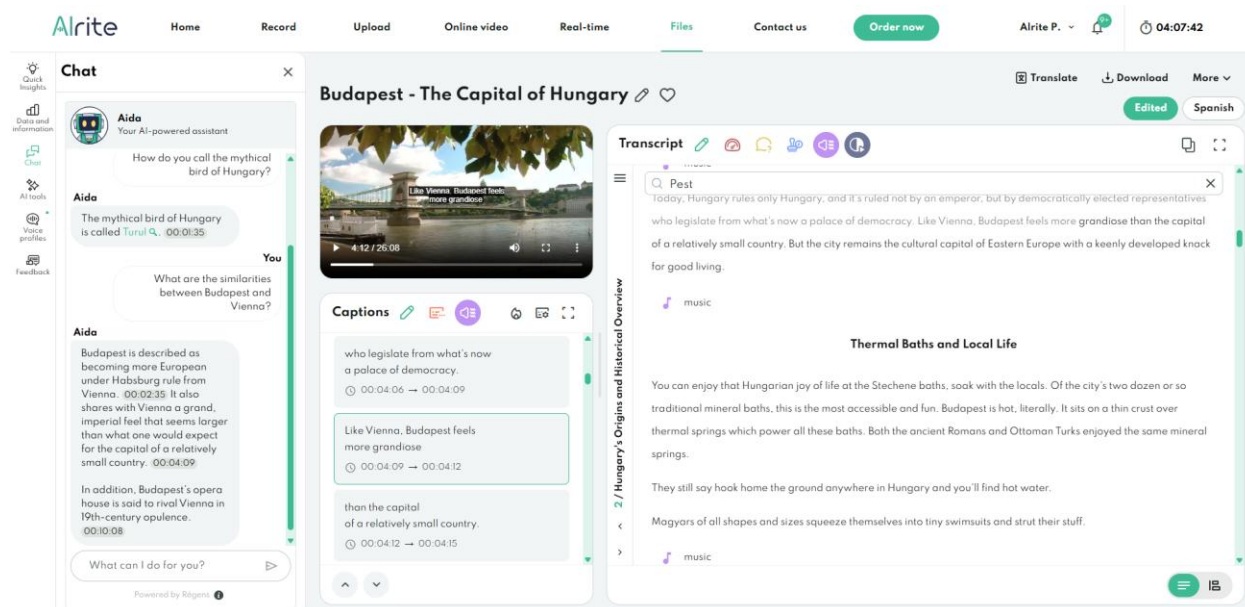 Alrite
Home
Record
Upload
Online video
Real-time
Files
Contact us
Order now
Alrite P.
9+
04:07:42
Quick
Insights
Data and
information
Chat
AI tools
Voice
profiles
Feedback
Chat
Aida
Your AI-powered assistant
How do you call the mythical
bird of Hungary?
Aida
The mythical bird of Hungary
is called Turul. 00:01:35
You
What are the similarities
between Budapest and
Vienna?
Aida
Budapest is described as
becoming more European
under Habsburg rule from
Vienna. 00:02:35 It also
shares with Vienna a grand,
imperial feel that seems larger
than what one would expect
for the capital of a relatively
small country. 00:04:09
In addition, Budapest's opera
house is said to rival Vienna in
19th-century opulence.
00:10:08
What can I do for you?
Powered by Régens
Budapest - The Capital of Hungary
Translate
Download
More
Edited
Spanish
Like Vienna, Budapest feels
more grandiose
4:12 / 26:08
Captions
who legislate from what's now
a palace of democracy.
00:04:06 → 00:04:09
Like Vienna, Budapest feels
more grandiose
00:04:09 → 00:04:12
than the capital
of a relatively small country.
00:04:12 → 00:04:15
Transcript
2 / Hungary's Origins and Historical Overview
music
Pest
Today, Hungary rules only Hungary, and it's ruled not by an emperor, but by democratically elected representatives
who legislate from what's now a palace of democracy. Like Vienna, Budapest feels more grandiose than the capital
of a relatively small country. But the city remains the cultural capital of Eastern Europe with a keenly developed knack
for good living.
music
Thermal Baths and Local Life
You can enjoy that Hungarian joy of life at the Stechene baths, soak with the locals. Of the city's two dozen or so
traditional mineral baths, this is the most accessible and fun. Budapest is hot, literally. It sits on a thin crust over
thermal springs which power all these baths. Both the ancient Romans and Ottoman Turks enjoyed the same mineral
springs.
They still say hook home the ground anywhere in Hungary and you'll find hot water.
Magyars of all shapes and sizes squeeze themselves into tiny swimsuits and strut their stuff.
music